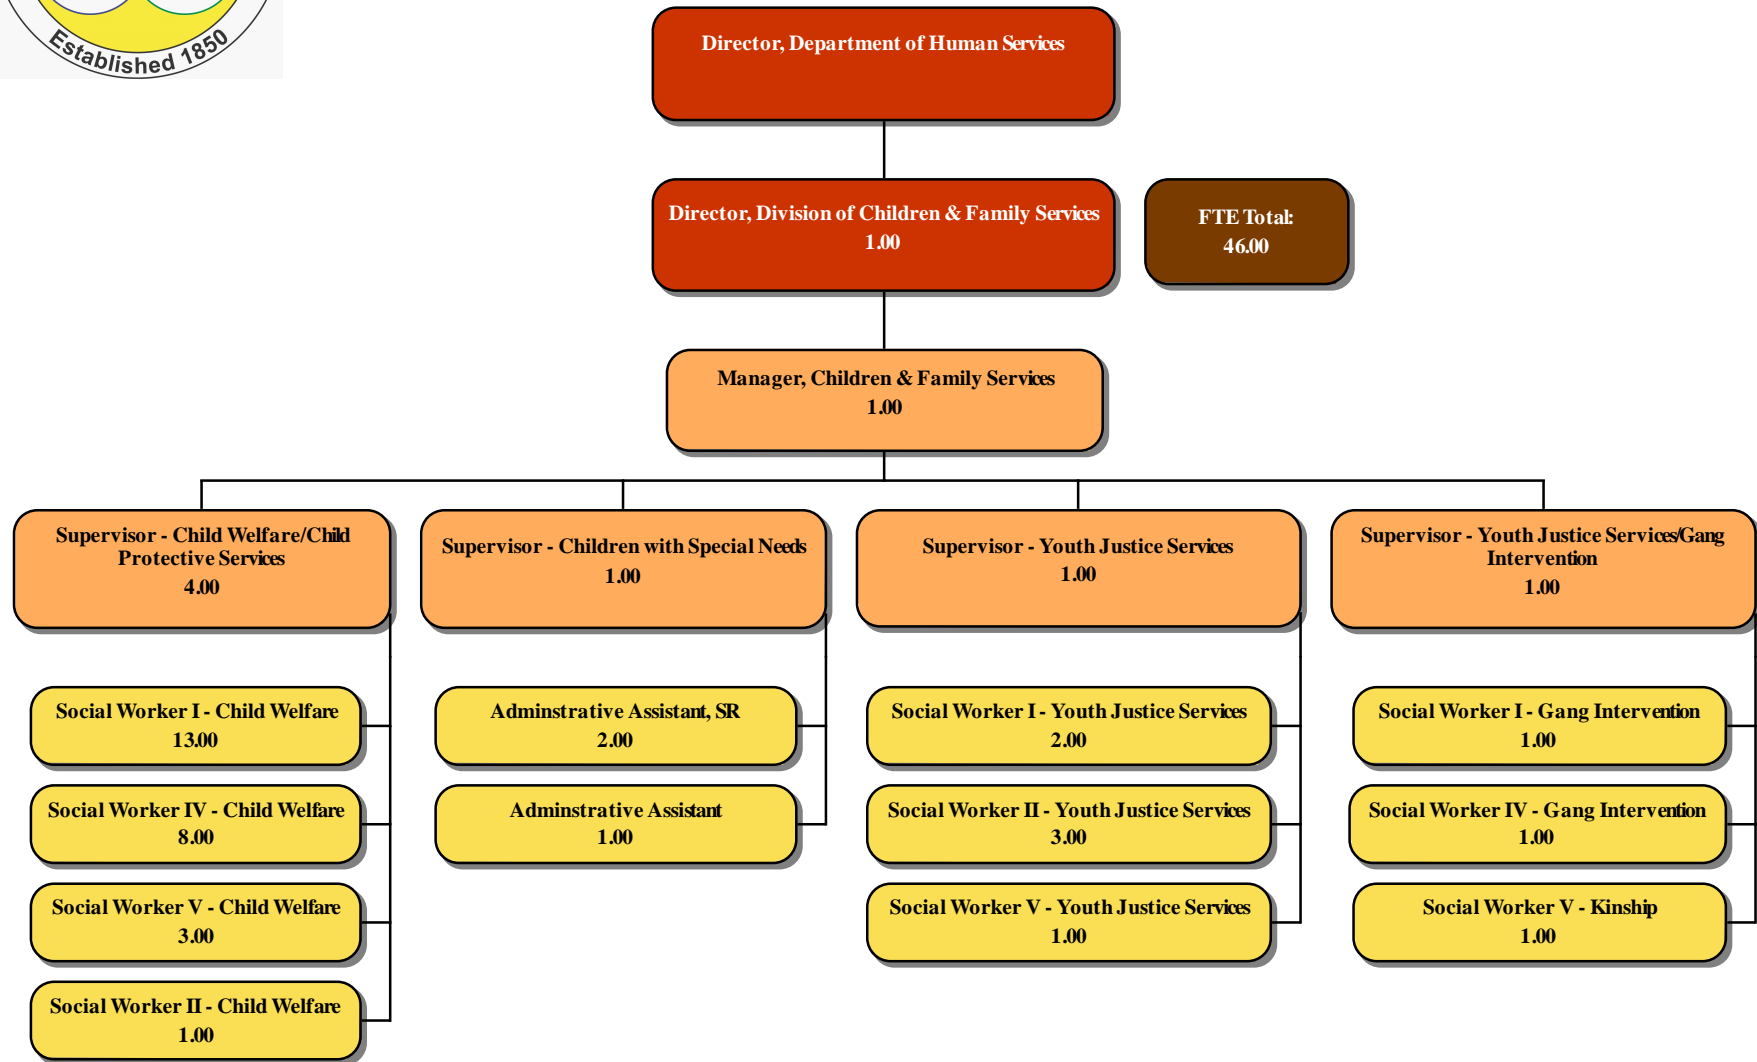 Established 1850
Director, Department of Human Services
Director, Division of Children & Family Services
1.00
FTE Total:
46.00
Manager, Children & Family Services
1.00
Supervisor - Child Welfare/Child
Protective Services
4.00
Supervisor - Children with Special Needs
1.00
Supervisor - Youth Justice Services
1.00
Supervisor - Youth Justice Services/Gang
Intervention
1.00
Social Worker I - Child Welfare
13.00
Social Worker IV - Child Welfare
8.00
Social Worker V - Child Welfare
3.00
Social Worker II - Child Welfare
1.00
Adminstrative Assistant, SR
2.00
Adminstrative Assistant
1.00
Social Worker I - Youth Justice Services
2.00
Social Worker II - Youth Justice Services
3.00
Social Worker V - Youth Justice Services
1.00
Social Worker I - Gang Intervention
1.00
Social Worker IV - Gang Intervention
1.00
Social Worker V - Kinship
1.00